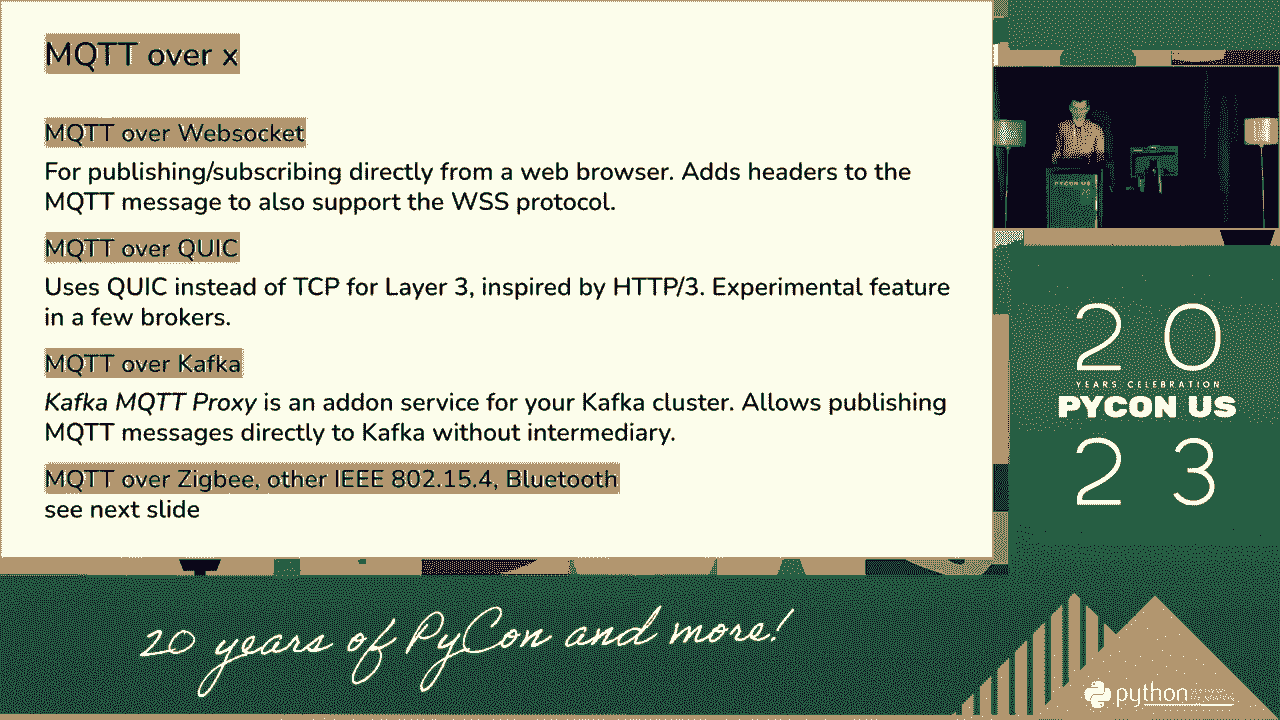 MQTT over x
MQTT over Websocket
For publishing/subscribing directly from a web browser. Adds headers to the
MQTT message to also support the WSS protocol.
MQTT over QUIC
Uses QUIC instead of TCP for Layer 3, inspired by HTTP/3. Experimental feature
in a few brokers.
MQTT over Kafka
Kafka MQTT Proxy is an addon service for your Kafka cluster. Allows publishing
MQTT messages directly to Kafka without intermediary.
MQTT over Zigbee, other IEEE 802.15.4, Bluetooth
see next slide
PYCON US
20
20
YEARS CELEBRATION
PYCON US
23
20 years of PyCon and more!
python